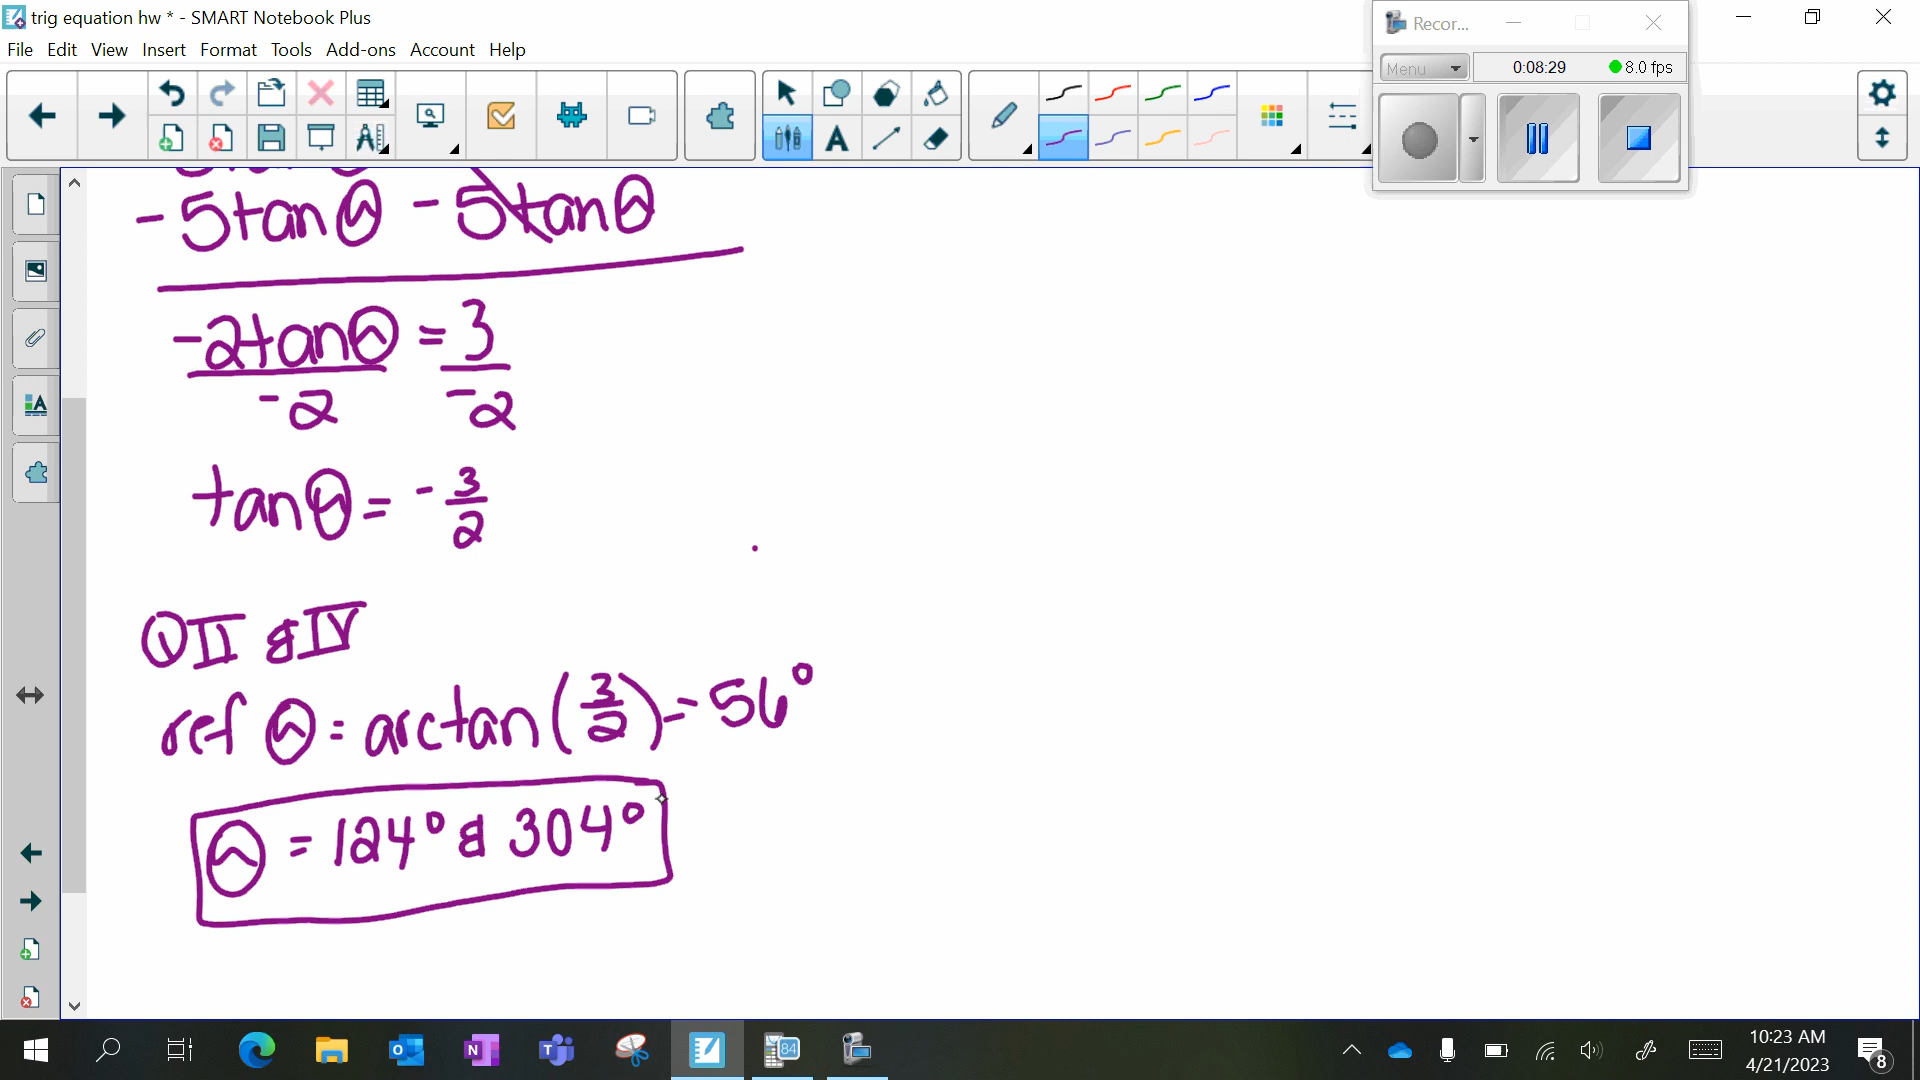 trig equation hw * - SMART Notebook Plus
File Edit View Insert Format Tools Add-ons Account Help
Recor...
Menu 0:08:29 8.0 fps
- 5tanθ - 5tanθ
-2tanθ = 3
-2 -2
tanθ = - 3/2
QII & IV
ref θ = arctan(3/2) = 56°
θ = 124° & 304°
84
10:23 AM
4/21/2023
8